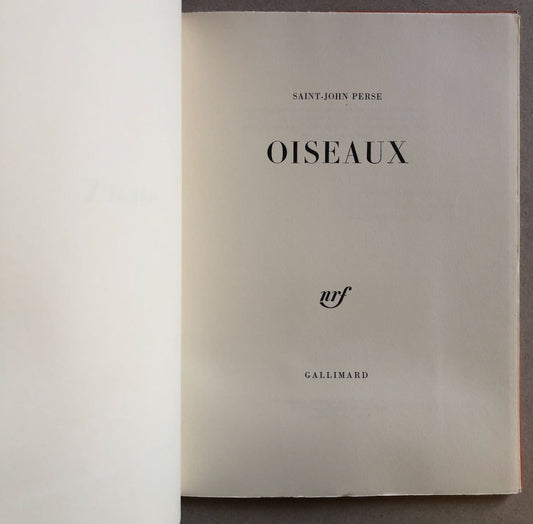 SAINT-JOHN PERSE
OISEAUX
nrf
GALLIMARD